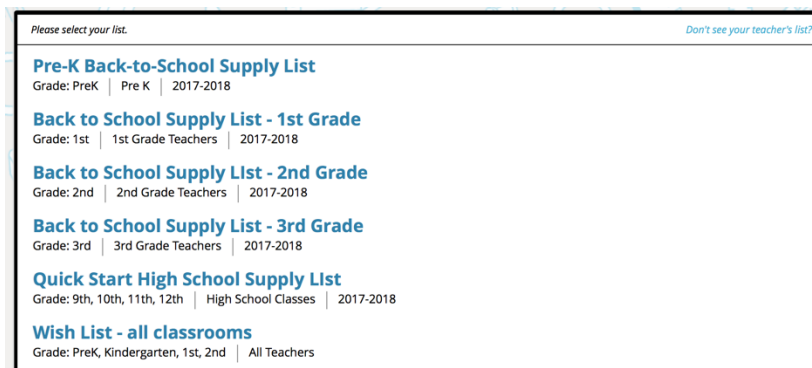 Please select your list. Don't see your teacher's list?
Pre-K Back-to-School Supply List
Grade: PreK | Pre K | 2017-2018
Back to School Supply List - 1st Grade
Grade: 1st | 1st Grade Teachers | 2017-2018
Back to School Supply LIst - 2nd Grade
Grade: 2nd | 2nd Grade Teachers | 2017-2018
Back to School Supply List - 3rd Grade
Grade: 3rd | 3rd Grade Teachers | 2017-2018
Quick Start High School Supply LIst
Grade: 9th, 10th, 11th, 12th | High School Classes | 2017-2018
Wish List - all classrooms
Grade: PreK, Kindergarten, 1st, 2nd | All Teachers